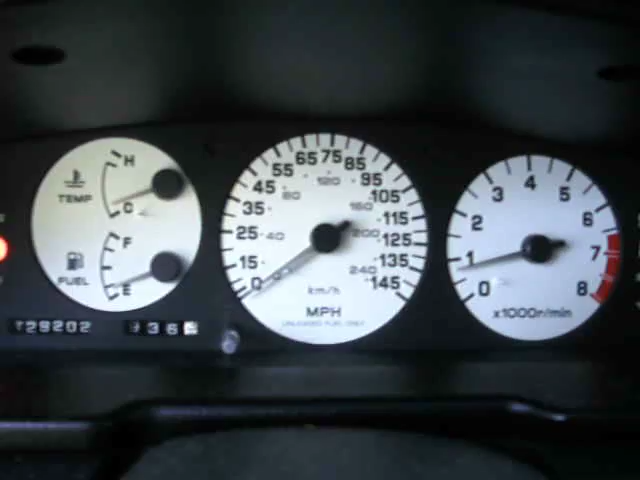 H
TEMP
C
F
FUEL
E
29202
36
0 15 25 35 45 55 65 75 85 95 105 115 125 135 145
40 80 120 160 200 240
km/h
MPH
UNLEADED FUEL ONLY
0 1 2 3 4 5 6 7 8
x1000r/min